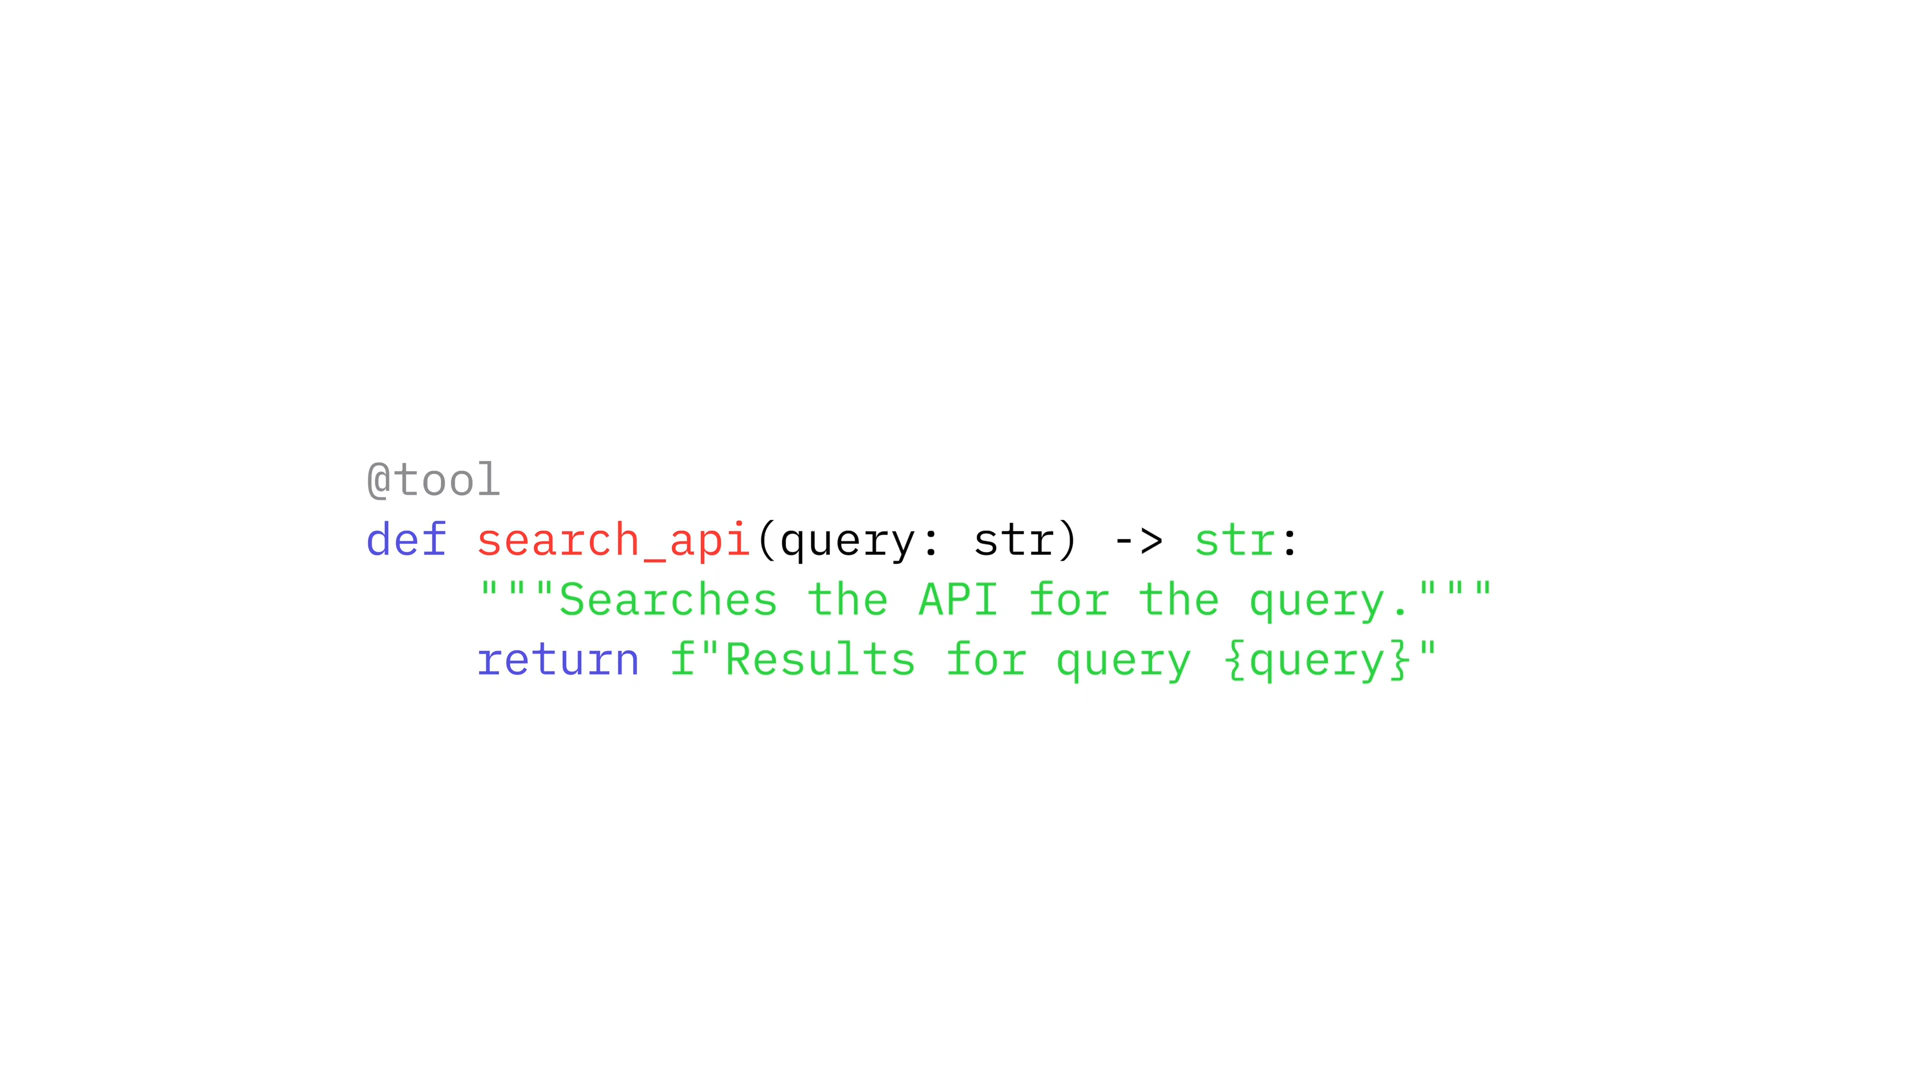 @tool
def search_api(query: str) -> str:
    """Searches the API for the query."""
    return f"Results for query {query}"